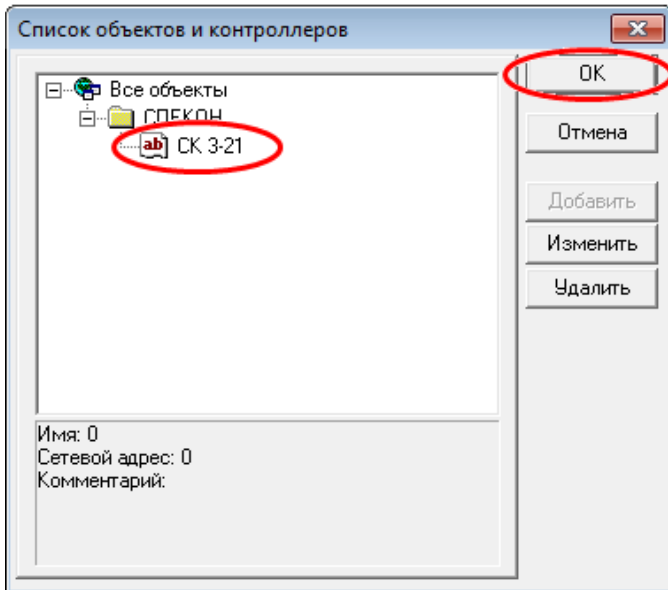 Список объектов и контроллеров
Все объекты
СПЕКОН
СК 3-21
OK
Отмена
Добавить
Изменить
Удалить
Имя: 0
Сетевой адрес: 0
Комментарий: